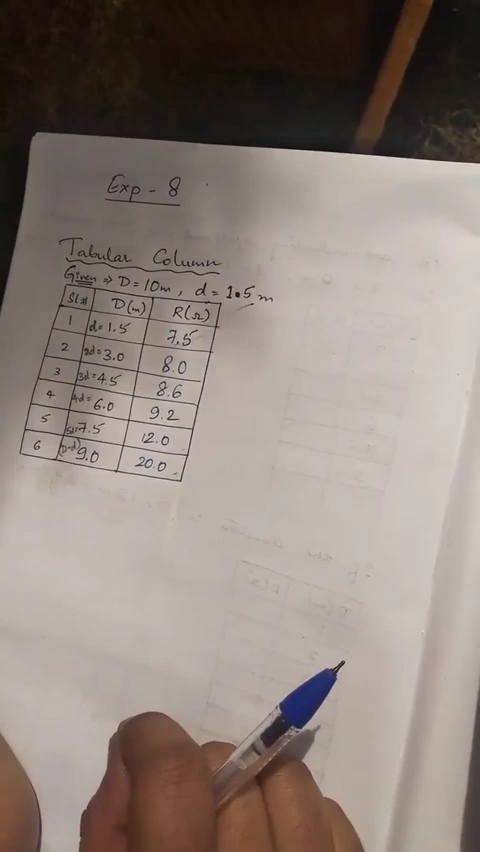 Exp - 8
Tabular Column
Given => D = 10m, d = 1.5m
Sl# D(m) R(Ω)
1 d = 1.5 7.5
2 2d = 3.0 8.0
3 3d = 4.5 8.6
4 4d = 6.0 9.2
5 5d = 7.5 12.0
6 (D-d) 9.0 20.0